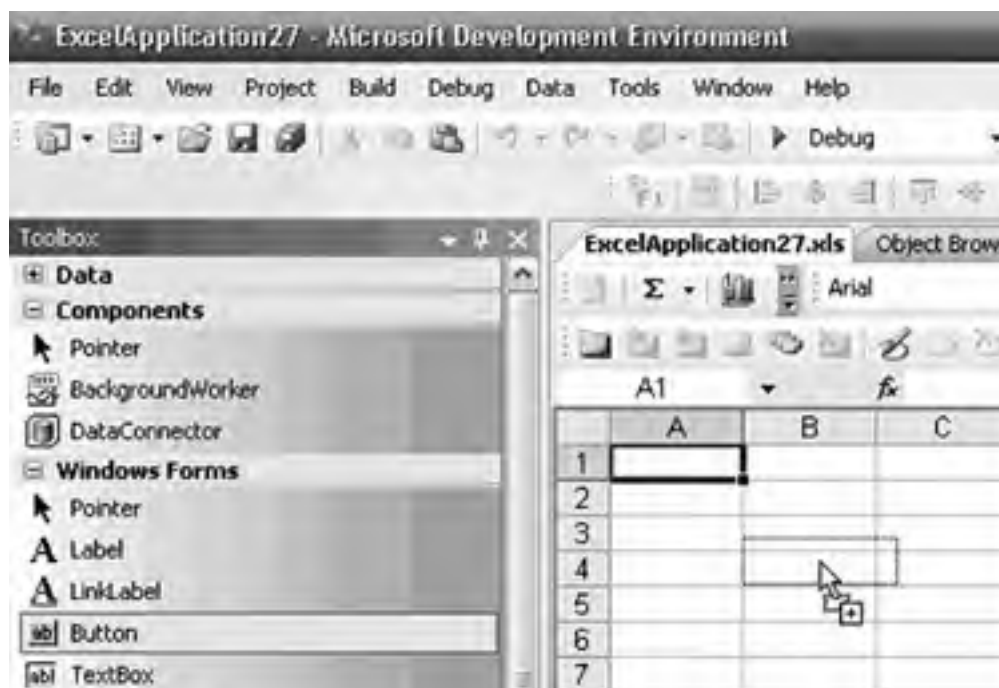 ExcelApplication27 - Microsoft Development Environment
File Edit View Project Build Debug Data Tools Window Help
Debug
Toolbox
Data
Components
Pointer
BackgroundWorker
DataConnector
Windows Forms
Pointer
Label
LinkLabel
Button
TextBox
ExcelApplication27.xls Object Brow
Σ Arial
A1 fx
A B C
1
2
3
4
5
6
7